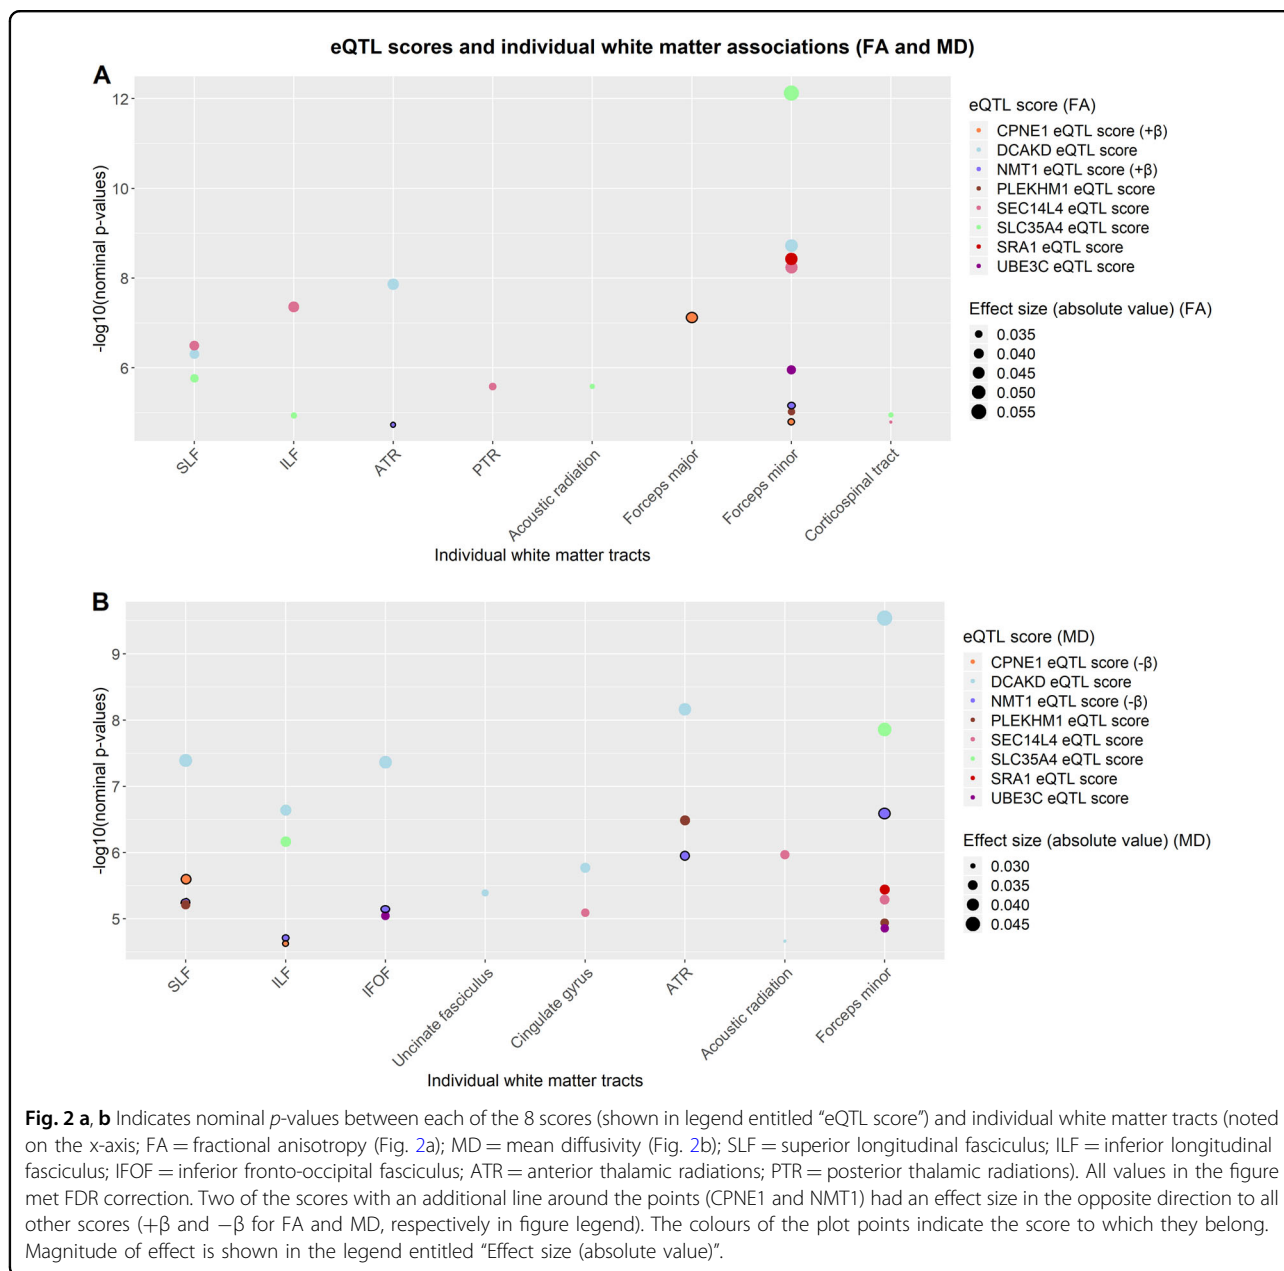 eQTL scores and individual white matter associations (FA and MD)
A
12
10
8
6
-log10(nominal p-values)
SLF
ILF
ATR
PTR
Acoustic radiation
Forceps major
Forceps minor
Corticospinal tract
Individual white matter tracts
eQTL score (FA)
CPNE1 eQTL score (+β)
DCAKD eQTL score
NMT1 eQTL score (+β)
PLEKHM1 eQTL score
SEC14L4 eQTL score
SLC35A4 eQTL score
SRA1 eQTL score
UBE3C eQTL score
Effect size (absolute value) (FA)
0.035
0.040
0.045
0.050
0.055
B
9
8
7
6
5
-log10(nominal p-values)
SLF
ILF
IFOF
Uncinate fasciculus
Cingulate gyrus
ATR
Acoustic radiation
Forceps minor
Individual white matter tracts
eQTL score (MD)
CPNE1 eQTL score (-β)
DCAKD eQTL score
NMT1 eQTL score (-β)
PLEKHM1 eQTL score
SEC14L4 eQTL score
SLC35A4 eQTL score
SRA1 eQTL score
UBE3C eQTL score
Effect size (absolute value) (MD)
0.030
0.035
0.040
0.045
Fig. 2 a, b Indicates nominal p-values between each of the 8 scores (shown in legend entitled “eQTL score”) and individual white matter tracts (noted
on the x-axis; FA = fractional anisotropy (Fig. 2a); MD = mean diffusivity (Fig. 2b); SLF = superior longitudinal fasciculus; ILF = inferior longitudinal
fasciculus; IFOF = inferior fronto-occipital fasciculus; ATR = anterior thalamic radiations; PTR = posterior thalamic radiations). All values in the figure
met FDR correction. Two of the scores with an additional line around the points (CPNE1 and NMT1) had an effect size in the opposite direction to all
other scores (+β and −β for FA and MD, respectively in figure legend). The colours of the plot points indicate the score to which they belong.
Magnitude of effect is shown in the legend entitled “Effect size (absolute value)”.